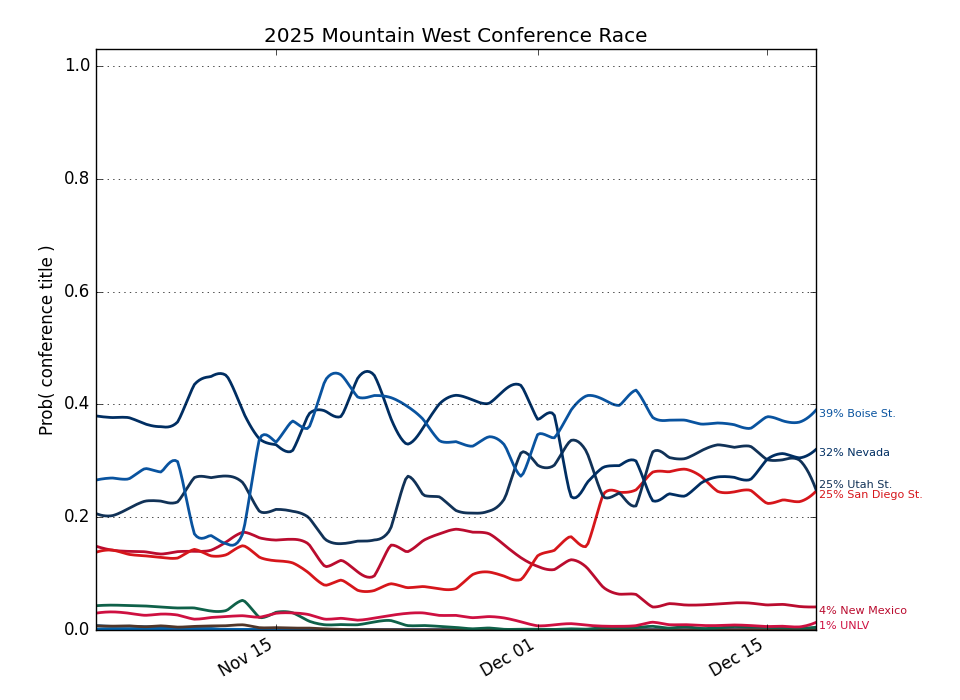 2025 Mountain West Conference Race
Prob( conference title )
1.0
0.8
0.6
0.4
0.2
0.0
Nov 15
Dec 01
Dec 15
39% Boise St.
32% Nevada
25% Utah St.
25% San Diego St.
4% New Mexico
1% UNLV